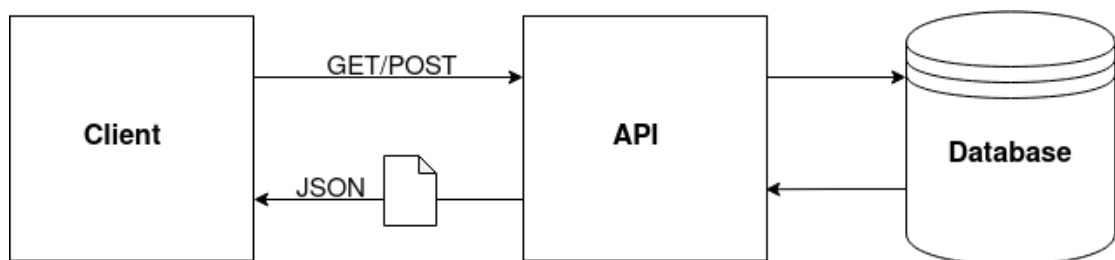 GET/POST
Client
API
Database
JSON